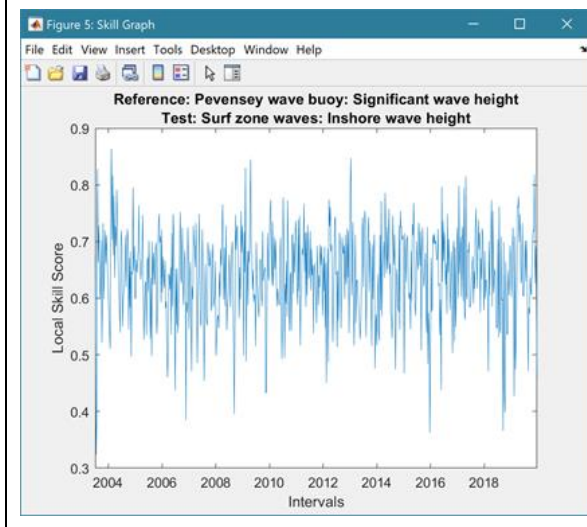 Figure 5: Skill Graph
File Edit View Insert Tools Desktop Window Help
Reference: Pevensey wave buoy: Significant wave height
Test: Surf zone waves: Inshore wave height
0.9
0.8
0.7
0.6
0.5
0.4
0.3
Local Skill Score
2004 2006 2008 2010 2012 2014 2016 2018
Intervals